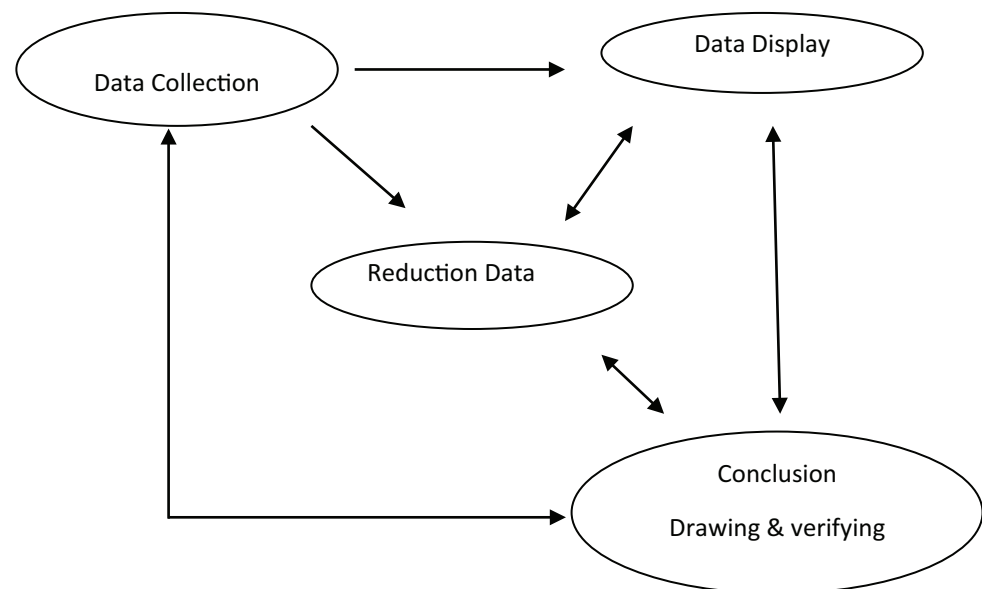 Data Collection
Data Display
Reduction Data
Conclusion
Drawing & verifying